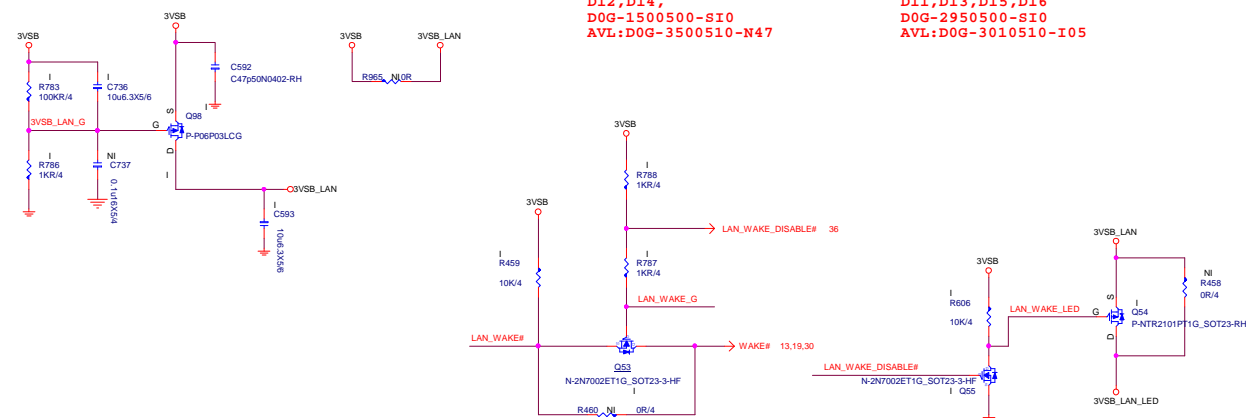 D12,D14,
D0G-1500500-SI0
AVL:D0G-3500510-N47
D11,D13,D15,D16
D0G-2950500-SI0
AVL:D0G-3010510-I05
3VSB
I
R783
100KR/4
I
C736
10u6.3X5/6
3VSB_LAN_G
I
R786
1KR/4
NI
C737
0.1u16X5/4
3VSB
C592
C47p50N0402-RH
I
S
G
D
Q98
P-P06P03LCG
I
3VSB_LAN
I
C593
10u6.3X5/6
3VSB
3VSB_LAN
R965 NI 0R
3VSB
I
R788
1KR/4
LAN_WAKE_DISABLE# 36
I
R787
1KR/4
LAN_WAKE_G
3VSB
I
R459
10K/4
LAN_WAKE#
WAKE# 13,19,30
Q53
N-2N7002ET1G_SOT23-3-HF
I
R460 NI 0R/4
3VSB
I
R606
10K/4
LAN_WAKE_LED
LAN_WAKE_DISABLE#
N-2N7002ET1G_SOT23-3-HF
I Q55
3VSB_LAN
S
G
D
I
Q54
P-NTR2101PT1G_SOT23-RH
NI
R458
0R/4
3VSB_LAN_LED